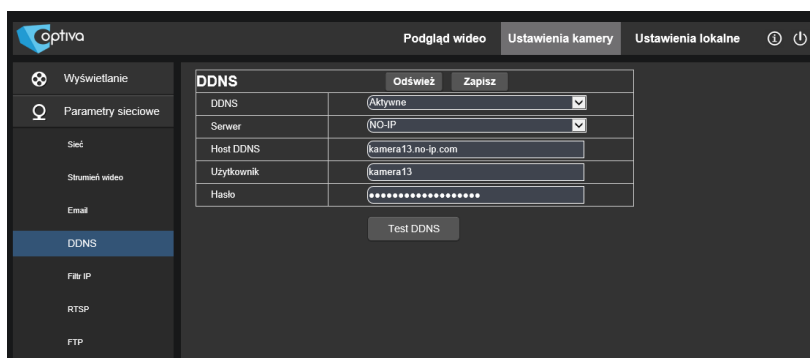 optiva
Podgląd wideo Ustawienia kamery Ustawienia lokalne
Wyświetlanie
Parametry sieciowe
Sieć
Strumień wideo
Email
DDNS
Filtr IP
RTSP
FTP
DDNS Odśwież Zapisz
DDNS Aktywne
Serwer NO-IP
Host DDNS kamera13.no-ip.com
Użytkownik kamera13
Hasło •••••••••••••••••••
Test DDNS